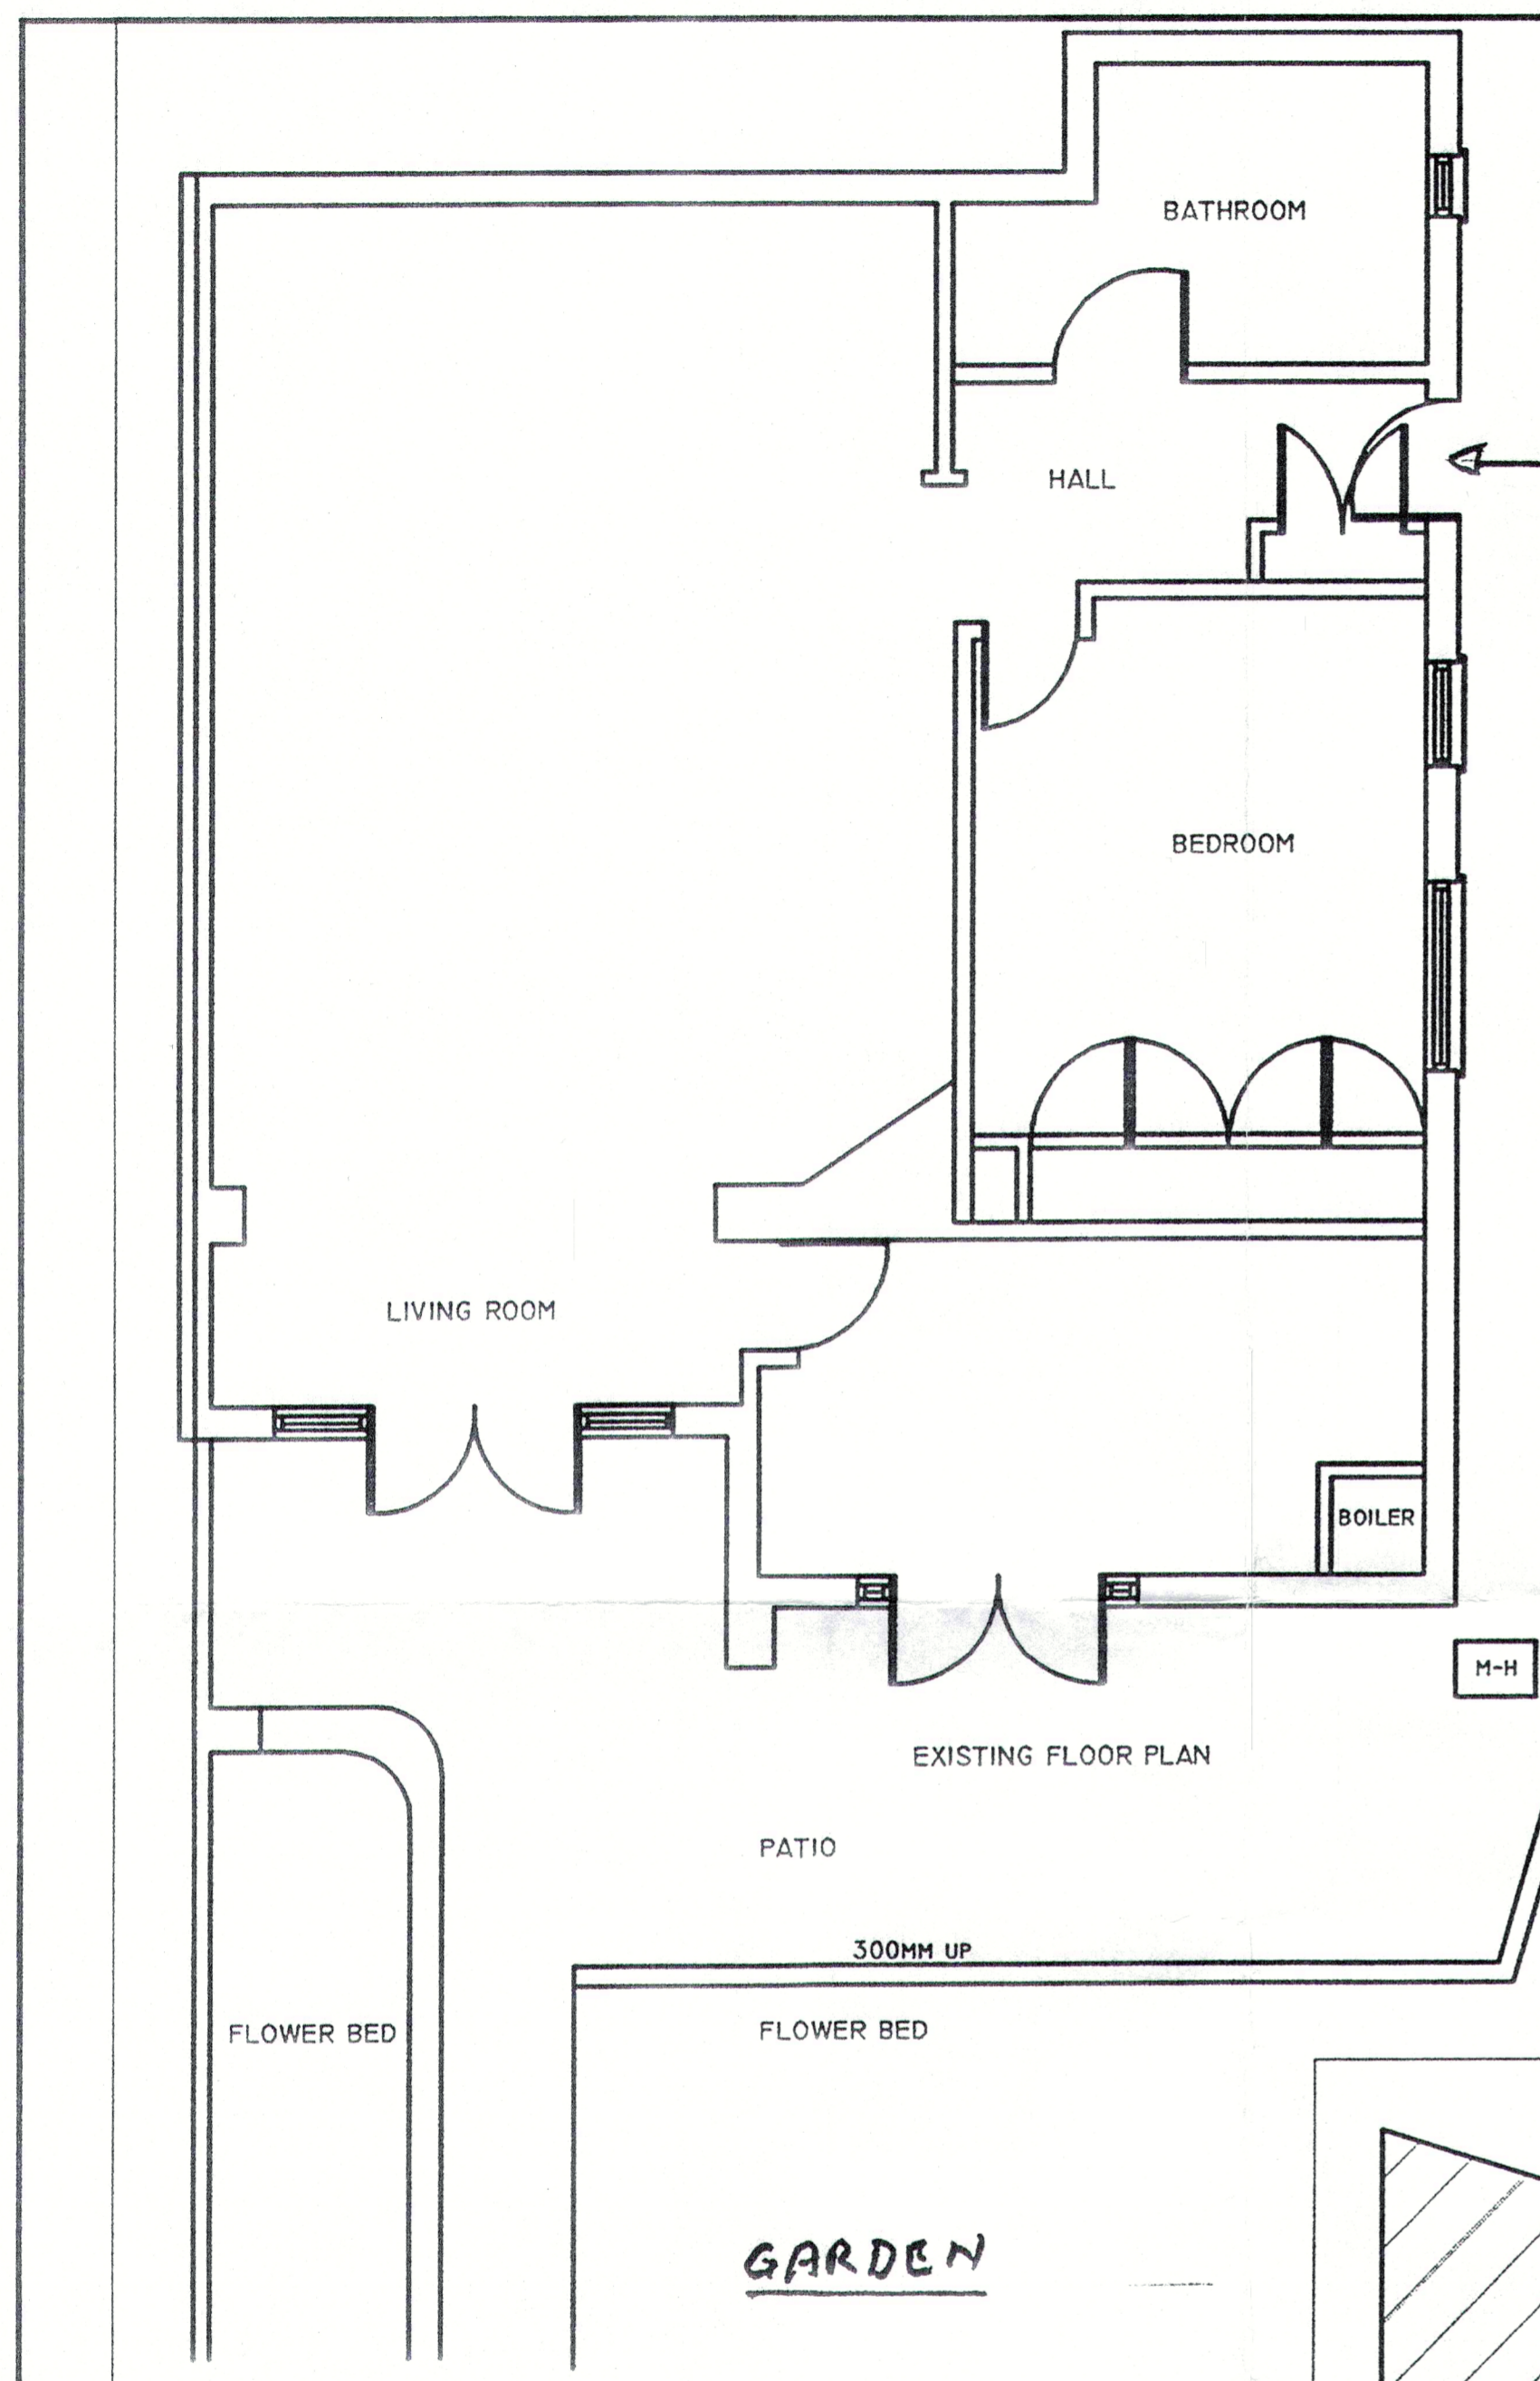 BATHROOM
HALL
BEDROOM
LIVING ROOM
BOILER
M-H
EXISTING FLOOR PLAN
PATIO
300MM UP
FLOWER BED
FLOWER BED
GARDEN